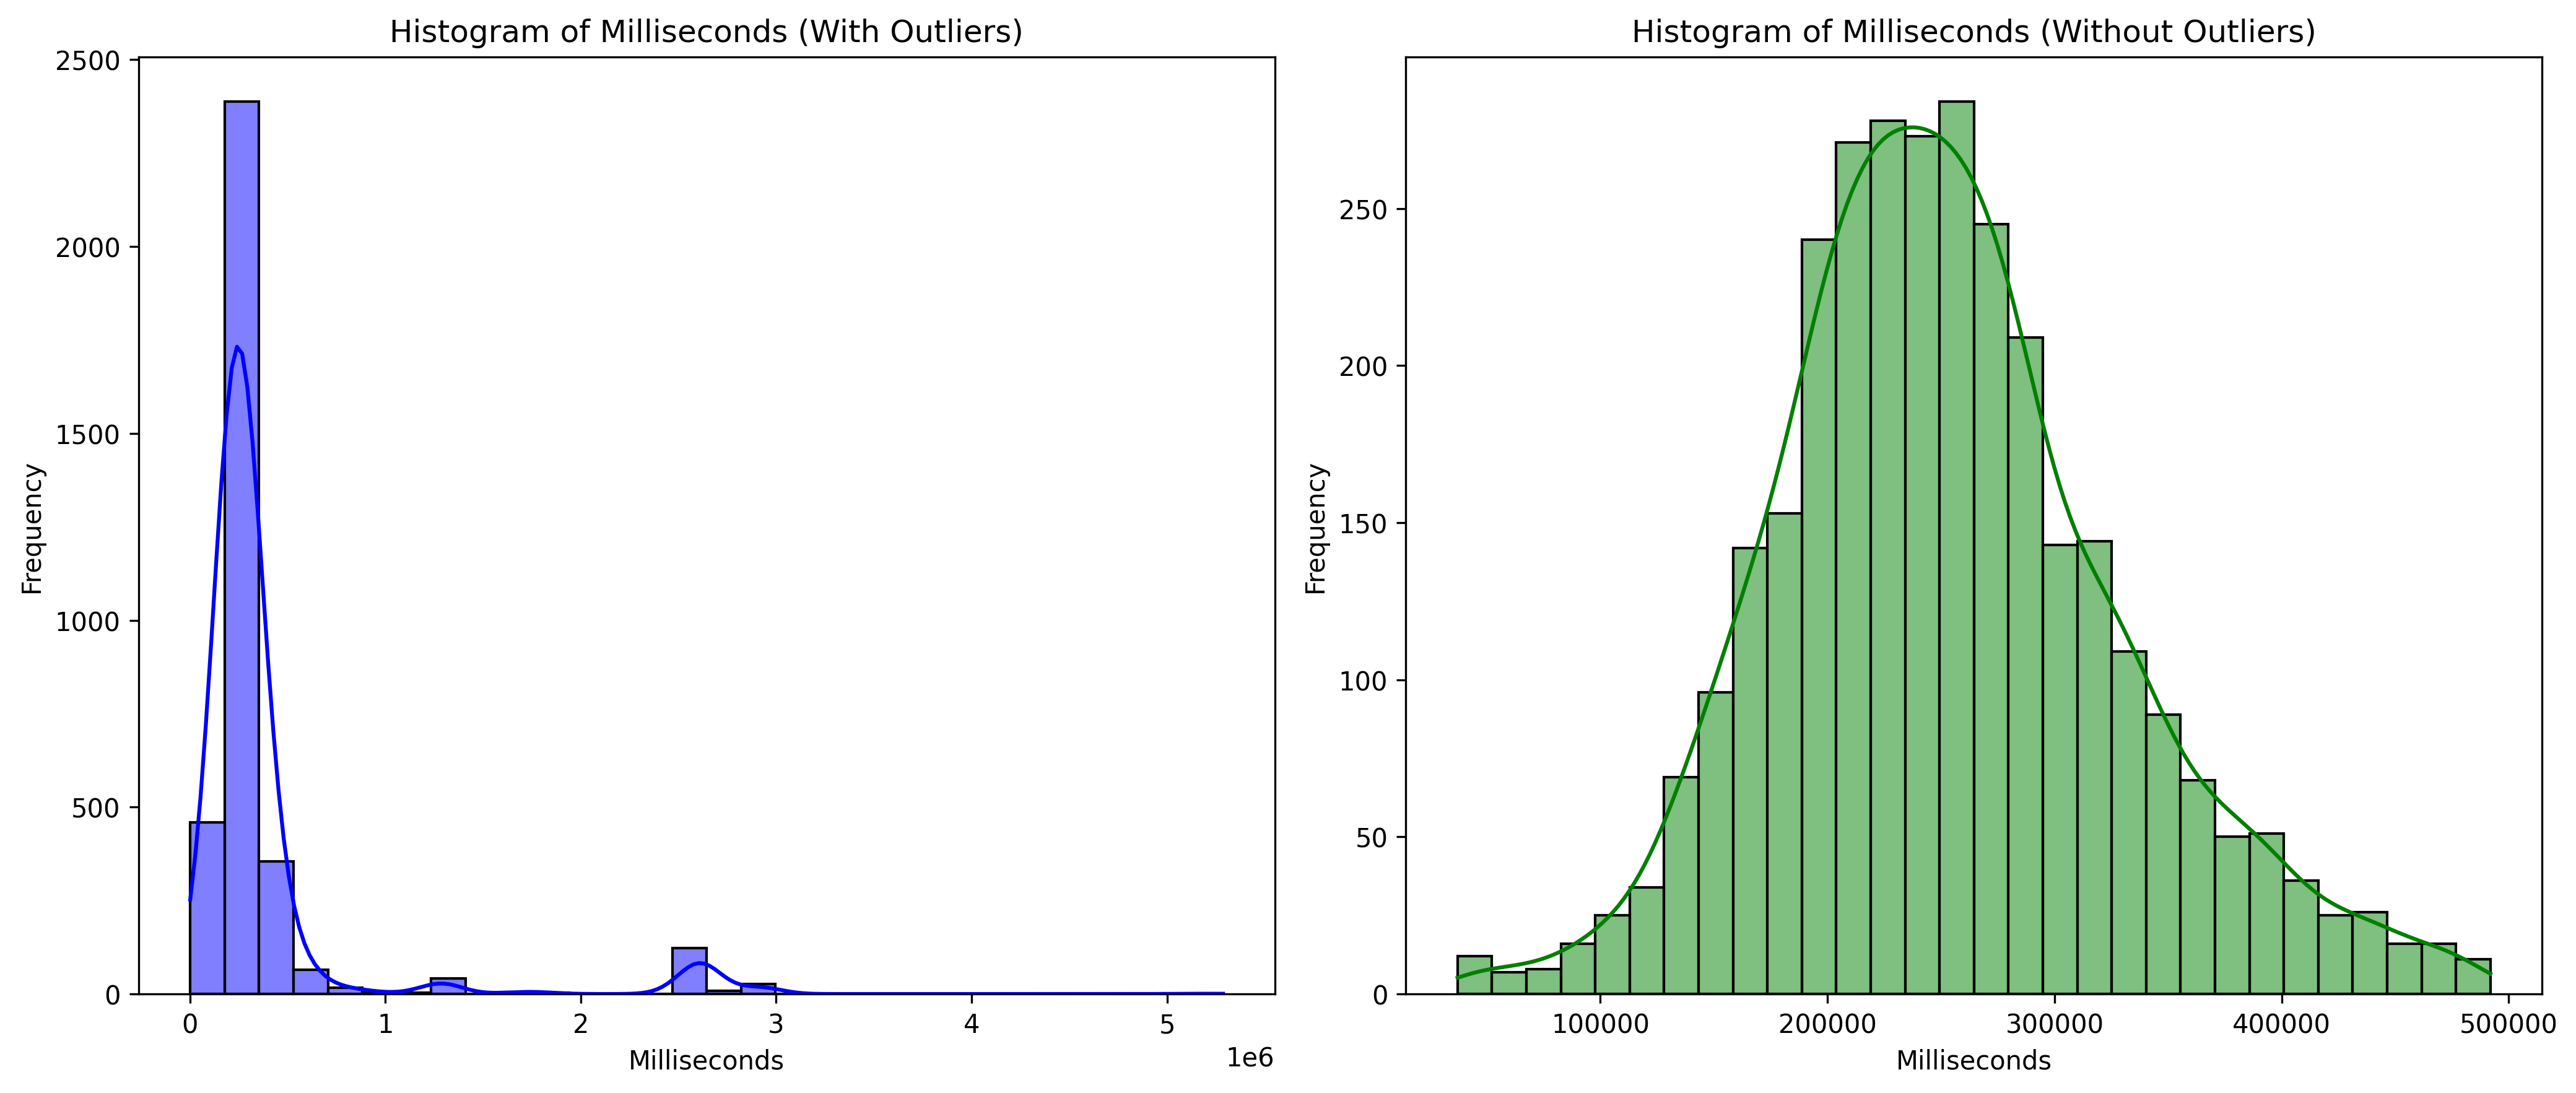 Histogram of Milliseconds (With Outliers)
2500
2000
1500
1000
500
0
Frequency
0 1 2 3 4 5
1e6
Milliseconds
Histogram of Milliseconds (Without Outliers)
250
200
150
100
50
0
Frequency
100000 200000 300000 400000 500000
Milliseconds